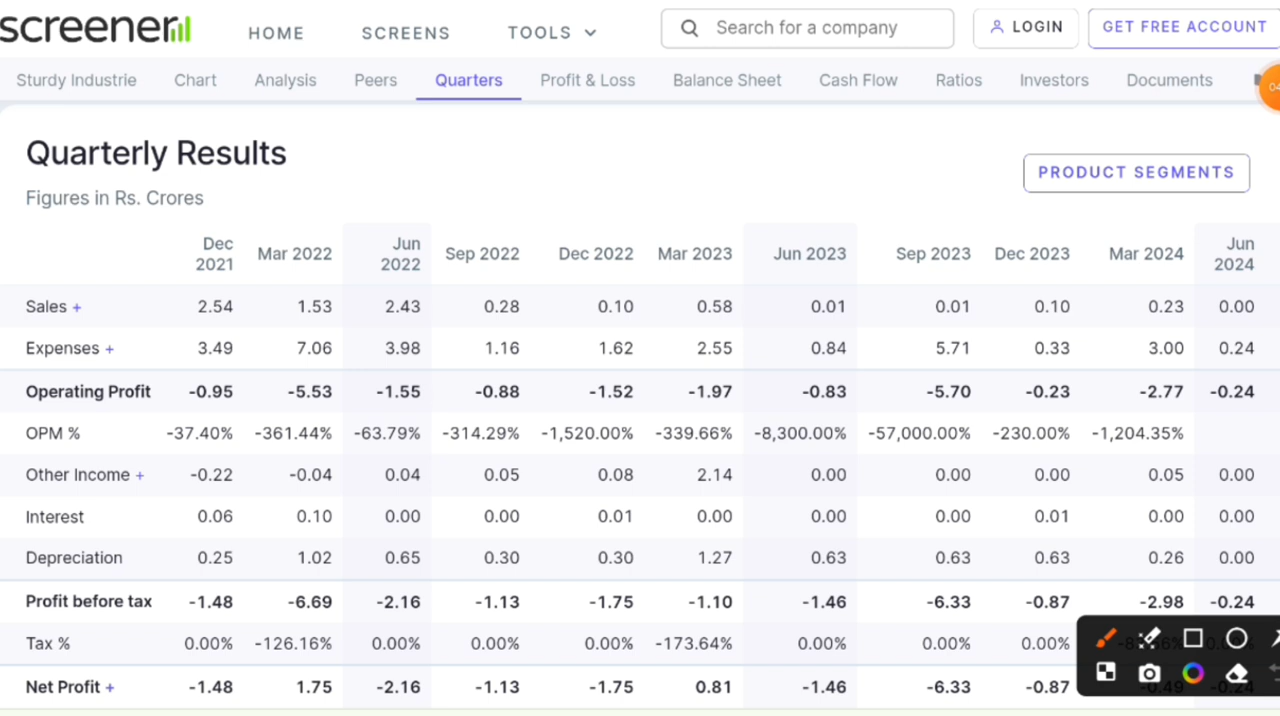 screener
HOME SCREENS TOOLS Search for a company LOGIN GET FREE ACCOUNT
Sturdy Industrie Chart Analysis Peers Quarters Profit & Loss Balance Sheet Cash Flow Ratios Investors Documents
04
Quarterly Results
PRODUCT SEGMENTS
Figures in Rs. Crores
Dec 2021 Mar 2022 Jun 2022 Sep 2022 Dec 2022 Mar 2023 Jun 2023 Sep 2023 Dec 2023 Mar 2024 Jun 2024
Sales + 2.54 1.53 2.43 0.28 0.10 0.58 0.01 0.01 0.10 0.23 0.00
Expenses + 3.49 7.06 3.98 1.16 1.62 2.55 0.84 5.71 0.33 3.00 0.24
Operating Profit -0.95 -5.53 -1.55 -0.88 -1.52 -1.97 -0.83 -5.70 -0.23 -2.77 -0.24
OPM % -37.40% -361.44% -63.79% -314.29% -1,520.00% -339.66% -8,300.00% -57,000.00% -230.00% -1,204.35%
Other Income + -0.22 -0.04 0.04 0.05 0.08 2.14 0.00 0.00 0.00 0.05 0.00
Interest 0.06 0.10 0.00 0.00 0.01 0.00 0.00 0.00 0.01 0.00 0.00
Depreciation 0.25 1.02 0.65 0.30 0.30 1.27 0.63 0.63 0.63 0.26 0.00
Profit before tax -1.48 -6.69 -2.16 -1.13 -1.75 -1.10 -1.46 -6.33 -0.87 -2.98 -0.24
Tax % 0.00% -126.16% 0.00% 0.00% 0.00% -173.64% 0.00% 0.00% 0.00%
Net Profit + -1.48 1.75 -2.16 -1.13 -1.75 0.81 -1.46 -6.33 -0.87 -0.49 -0.24